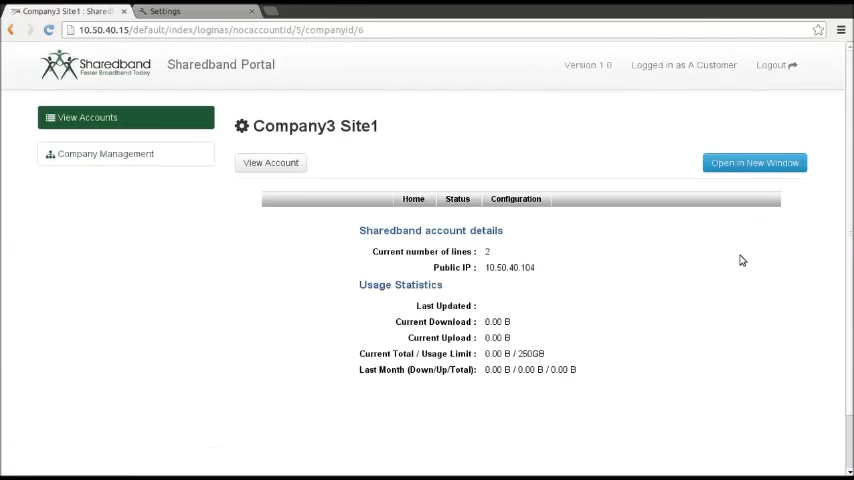 Company3 Site1 : Shared
Settings
10.50.40.15/default/index/loginas/nocaccountid/5/companyid/6
Sharedband
Faster Broadband Today
Sharedband Portal
Version 1.0
Logged in as A Customer
Logout
View Accounts
Company Management
Company3 Site1
View Account
Open in New Window
Home Status Configuration
Sharedband account details
Current number of lines : 2
Public IP : 10.50.40.104
Usage Statistics
Last Updated :
Current Download : 0.00 B
Current Upload : 0.00 B
Current Total / Usage Limit : 0.00 B / 250GB
Last Month (Down/Up/Total): 0.00 B / 0.00 B / 0.00 B